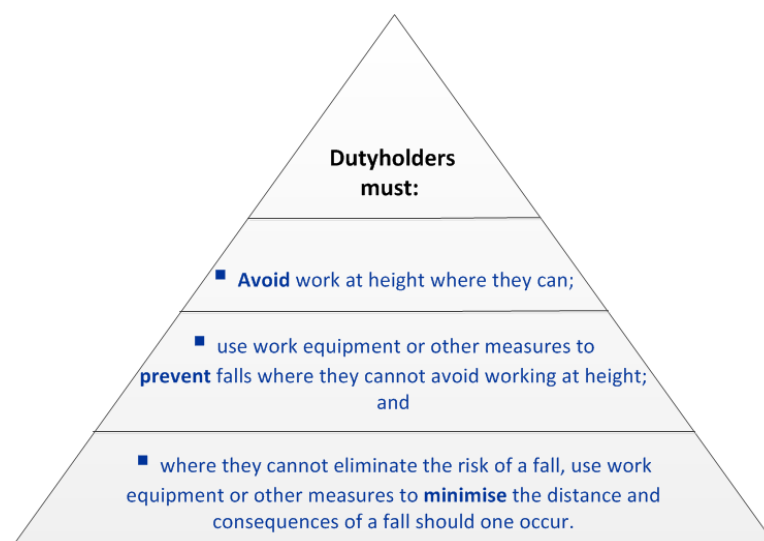 Dutyholders
must:
▪ Avoid work at height where they can;
▪ use work equipment or other measures to
prevent falls where they cannot avoid working at height;
and
▪ where they cannot eliminate the risk of a fall, use work
equipment or other measures to minimise the distance and
consequences of a fall should one occur.